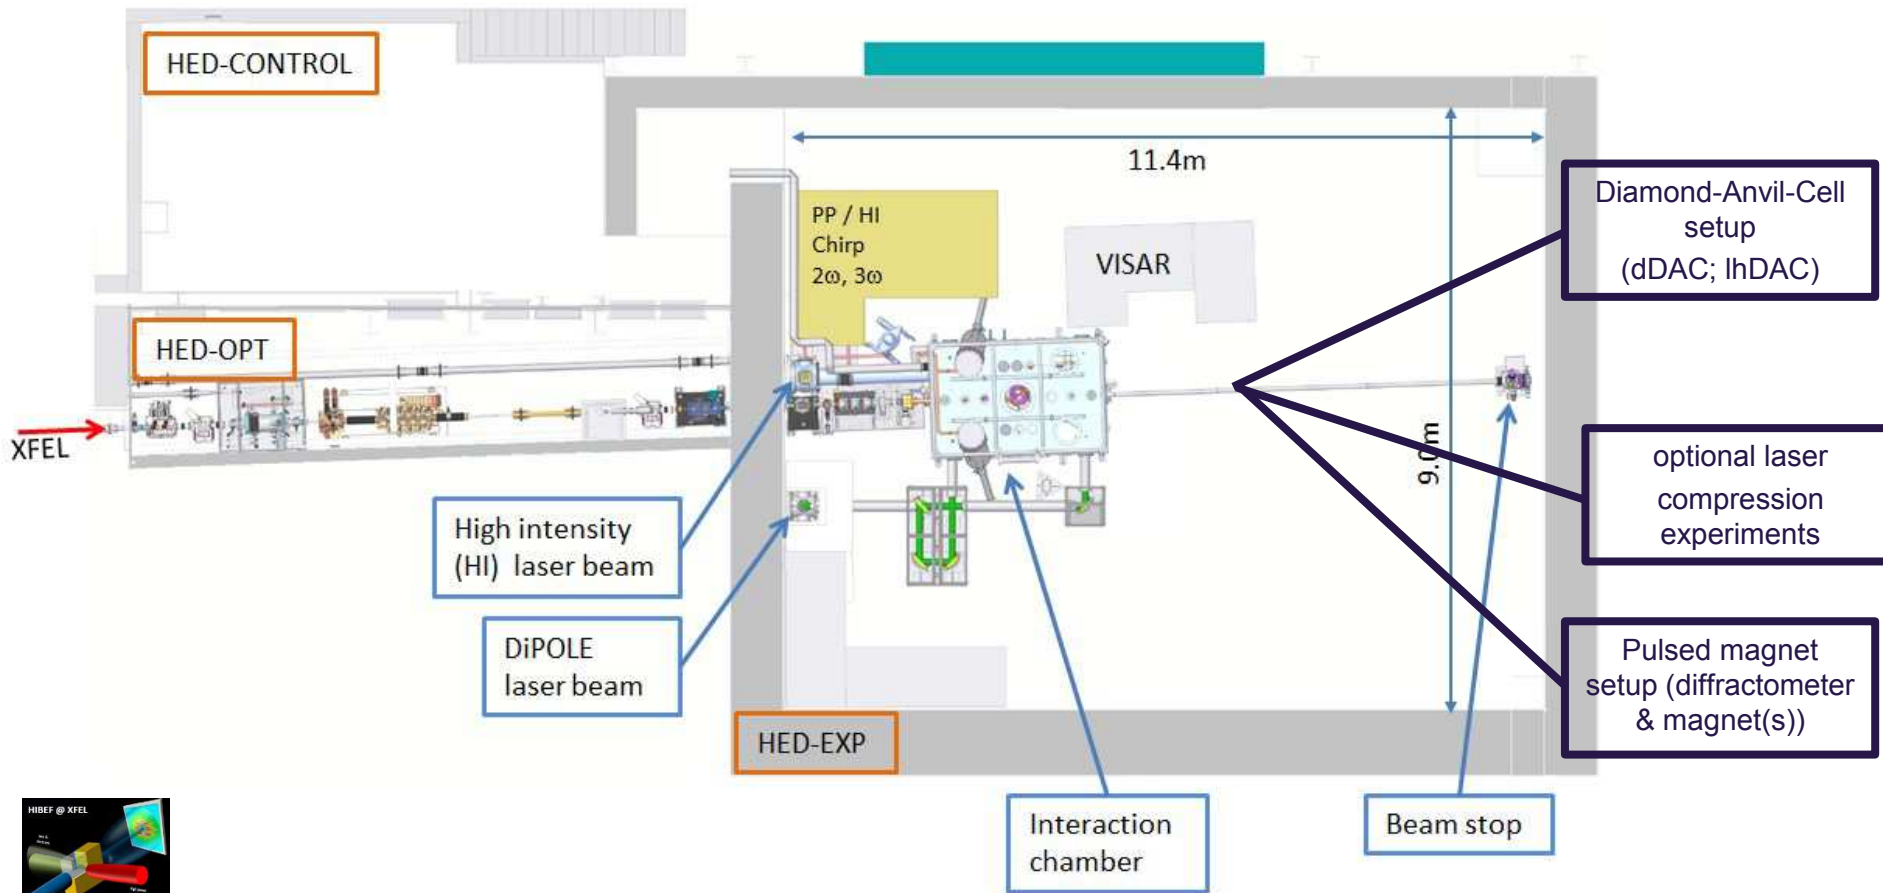 HED-CONTROL
11.4m
Diamond-Anvil-Cell
setup
(dDAC; lhDAC)
PP / HI
Chirp
2ω, 3ω
VISAR
HED-OPT
XFEL
9.0m
optional laser
compression
experiments
High intensity
(HI) laser beam
DiPOLE
laser beam
Pulsed magnet
setup (diffractometer
& magnet(s))
HED-EXP
Interaction
chamber
Beam stop
HIBEF @ XFEL